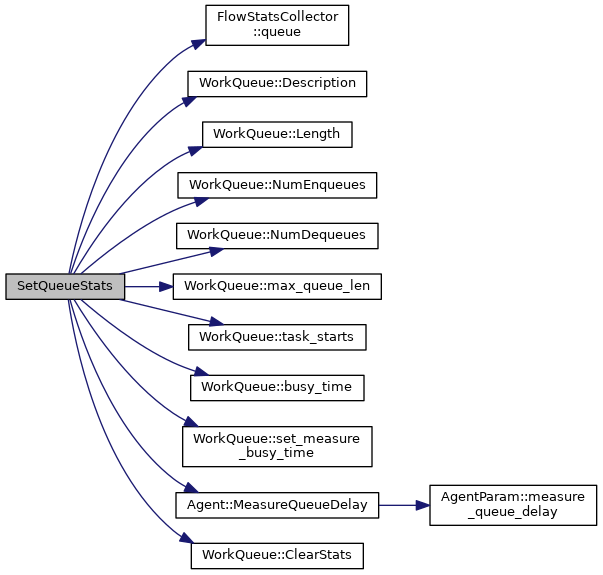 FlowStatsCollector
::queue
WorkQueue::Description
WorkQueue::Length
WorkQueue::NumEnqueues
WorkQueue::NumDequeues
SetQueueStats
WorkQueue::max_queue_len
WorkQueue::task_starts
WorkQueue::busy_time
WorkQueue::set_measure
_busy_time
Agent::MeasureQueueDelay
AgentParam::measure
_queue_delay
WorkQueue::ClearStats